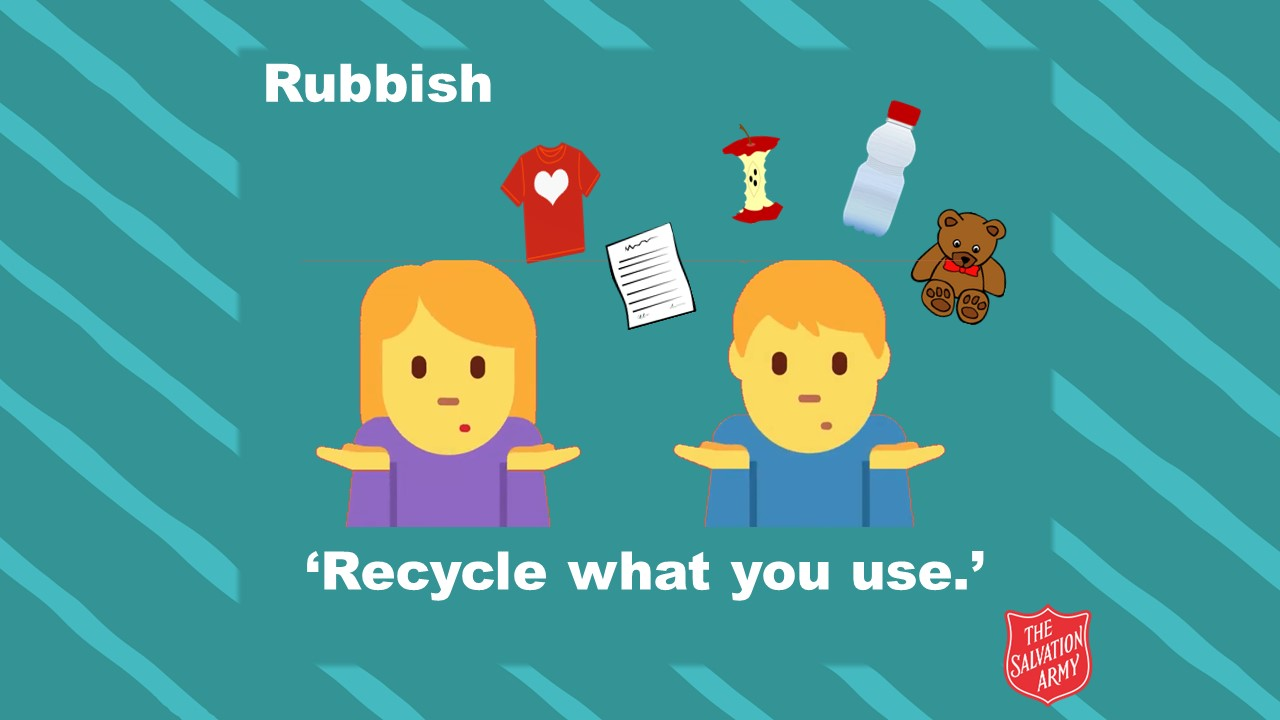 Rubbish
‘Recycle what you use.’
THE
SALVATION
ARMY